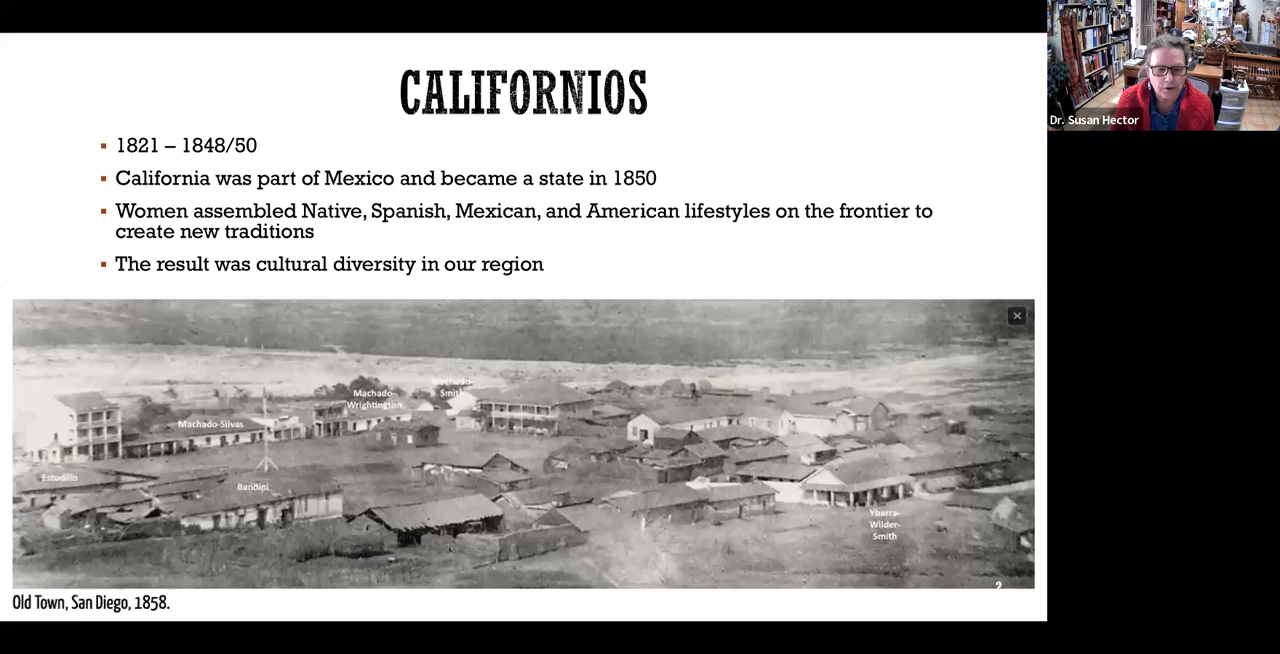 CALIFORNIOS
1821 – 1848/50
California was part of Mexico and became a state in 1850
Women assembled Native, Spanish, Mexican, and American lifestyles on the frontier to
create new traditions
The result was cultural diversity in our region
Dr. Susan Hector
Machado-
Smith
Machado-
Wrightington
Machado-Silvas
Estudillo
Bandini
Ybarra-
Wilder-
Smith
2
Old Town, San Diego, 1858.